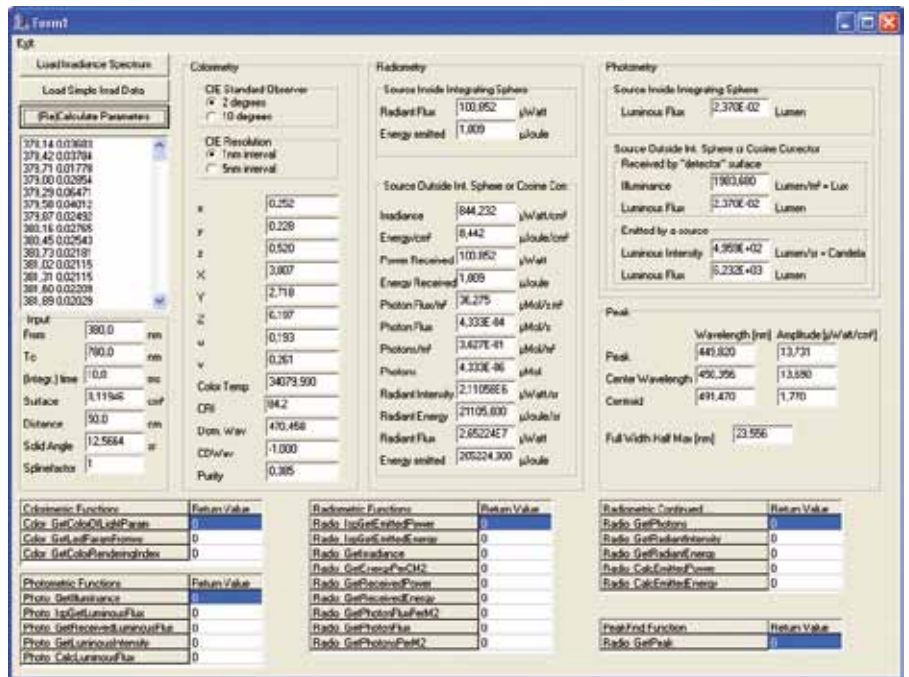 Form1
Exit
Load Irradiance Spectrum
Load Simple Irrad Data
(Re)Calculate Parameters
379,14 0,03683
379,42 0,03784
379,71 0,01778
379,00 0,02854
379,29 0,06471
379,58 0,04012
379,87 0,02492
380,16 0,02765
380,45 0,02543
380,73 0,02181
381,02 0,02115
381,31 0,02115
381,60 0,02209
381,89 0,02029
Input
From 380,0 nm
To 780,0 nm
(Integr.) time 10,0 ms
Surface 3,11946 cm²
Distance 50,0 cm
Solid Angle 12,5664 sr
Splinefactor 1
Colorimetry
CIE Standard Observer
2 degrees
10 degrees
CIE Resolution
1nm interval
5nm interval
x 0,252
y 0,228
z 0,520
X 3,007
Y 2,718
Z 6,197
u 0,193
v 0,261
Color Temp 34079,900
CRI 84,2
Dom. Wav 470,458
CDWav -1,000
Purity 0,385
Radiometry
Source Inside Integrating Sphere
Radiant Flux 100,852 µWatt
Energy emitted 1,009 µJoule
Source Outside Int. Sphere or Cosine Corr.
Irradiance 844,232 µWatt/cm²
Energy/cm² 8,442 µJoule/cm²
Power Received 100,852 µWatt
Energy Received 1,009 µJoule
Photon Flux/m² 36,275 µMol/s.m²
Photon Flux 4,333E-04 µMol/s
Photons/m² 3,627E-01 µMol/m²
Photons 4,333E-06 µMol
Radiant Intensity 2,11058E6 µWatt/sr
Radiant Energy 21105,800 µJoule/sr
Radiant Flux 2,65224E7 µWatt
Energy emitted 265224,300 µJoule
Photometry
Source Inside Integrating Sphere
Luminous Flux 2,370E-02 Lumen
Source Outside Int. Sphere or Cosine Corrector
Received by "detector" surface
Illuminance 1983,680 Lumen/m² = Lux
Luminous Flux 2,370E-02 Lumen
Emitted by a source
Luminous Intensity 4,959E+02 Lumen/sr = Candela
Luminous Flux 6,232E+03 Lumen
Peak
Wavelength [nm] Amplitude [µWatt/cm²]
Peak 449,820 13,731
Center Wavelength 450,356 13,690
Centroid 491,470 1,770
Full Width Half Max [nm] 23,556
Colorimetric Functions Return Value
Color GetColorOfLightParam 0
Color GetLedParamFromxy 0
Color GetColorRenderingIndex 0
Photometric Functions Return Value
Photo GetIlluminance 0
Photo IspGetLuminousFlux 0
Photo GetReceivedLuminousFlux 0
Photo GetLuminousIntensity 0
Photo CalcLuminousFlux 0
Radiometric Functions Return Value
Radio IspGetEmittedPower 0
Radio IspGetEmittedEnergy 0
Radio GetIrradiance 0
Radio GetEnergyPerCM2 0
Radio GetReceivedPower 0
Radio GetReceivedEnergy 0
Radio GetPhotonFluxPerM2 0
Radio GetPhotonFlux 0
Radio GetPhotonsPerM2 0
Radiometric Continued Return Value
Radio GetPhotons 0
Radio GetRadiantIntensity 0
Radio GetRadiantEnergy 0
Radio CalcEmittedPower 0
Radio CalcEmittedEnergy 0
PeakFind Function Return Value
Radio GetPeak 0